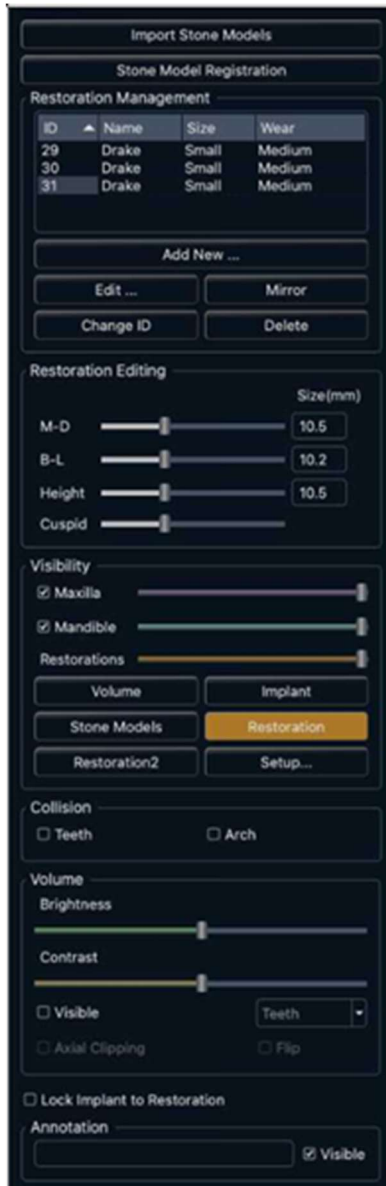 Import Stone Models
Stone Model Registration
Restoration Management
ID Name Size Wear
29 Drake Small Medium
30 Drake Small Medium
31 Drake Small Medium
Add New ...
Edit ... Mirror
Change ID Delete
Restoration Editing
Size(mm)
M-D 10.5
B-L 10.2
Height 10.5
Cuspid
Visibility
Maxilla
Mandible
Restorations
Volume Implant
Stone Models Restoration
Restoration2 Setup...
Collision
Teeth Arch
Volume
Brightness
Contrast
Visible Teeth
Axial Clipping Flip
Lock Implant to Restoration
Annotation
Visible